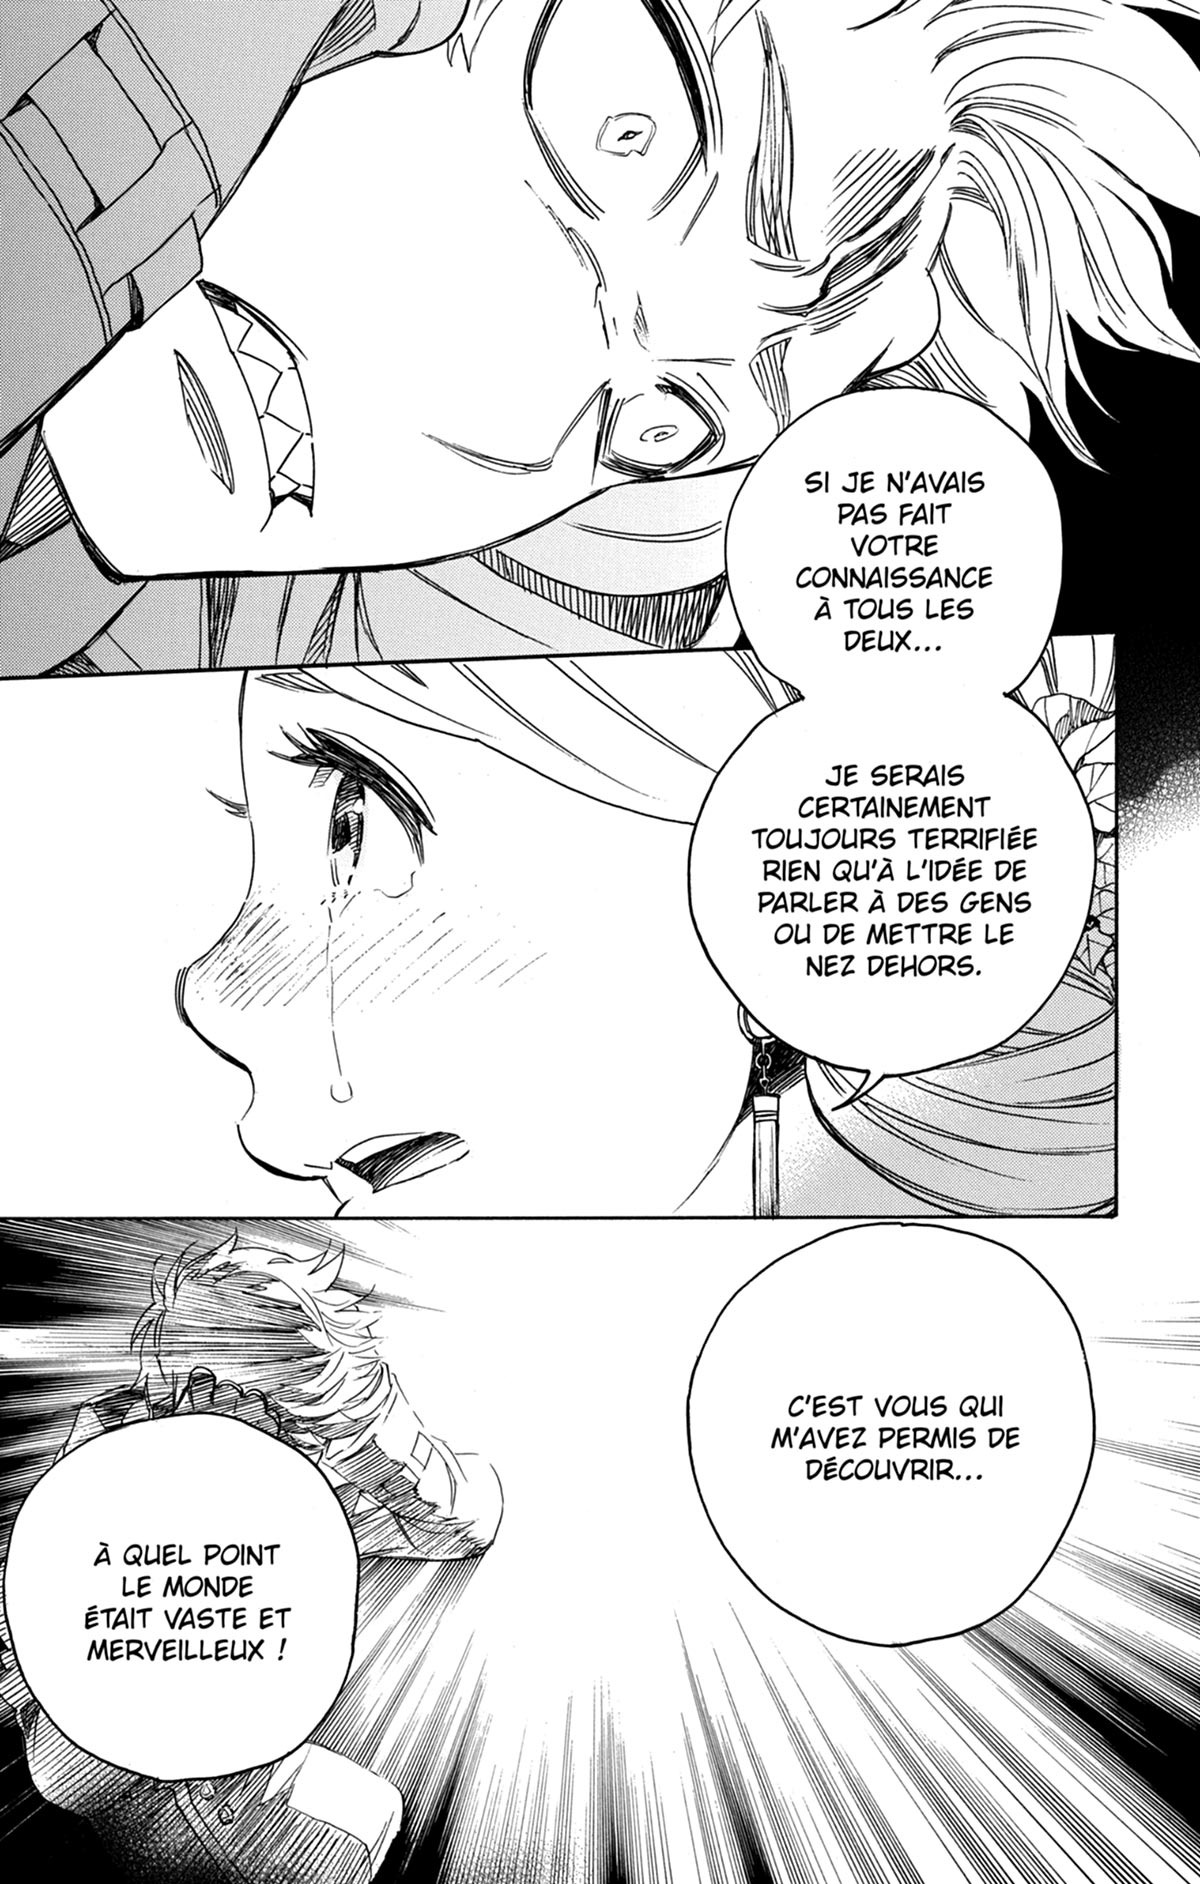 SI JE N'AVAIS
PAS FAIT
VOTRE
CONNAISSANCE
À TOUS LES
DEUX...
JE SERAIS
CERTAINEMENT
TOUJOURS TERRIFIÉE
RIEN QU'À L'IDÉE DE
PARLER À DES GENS
OU DE METTRE LE
NEZ DEHORS.
C'EST VOUS QUI
M'AVEZ PERMIS DE
DÉCOUVRIR...
À QUEL POINT
LE MONDE
ÉTAIT VASTE ET
MERVEILLEUX !